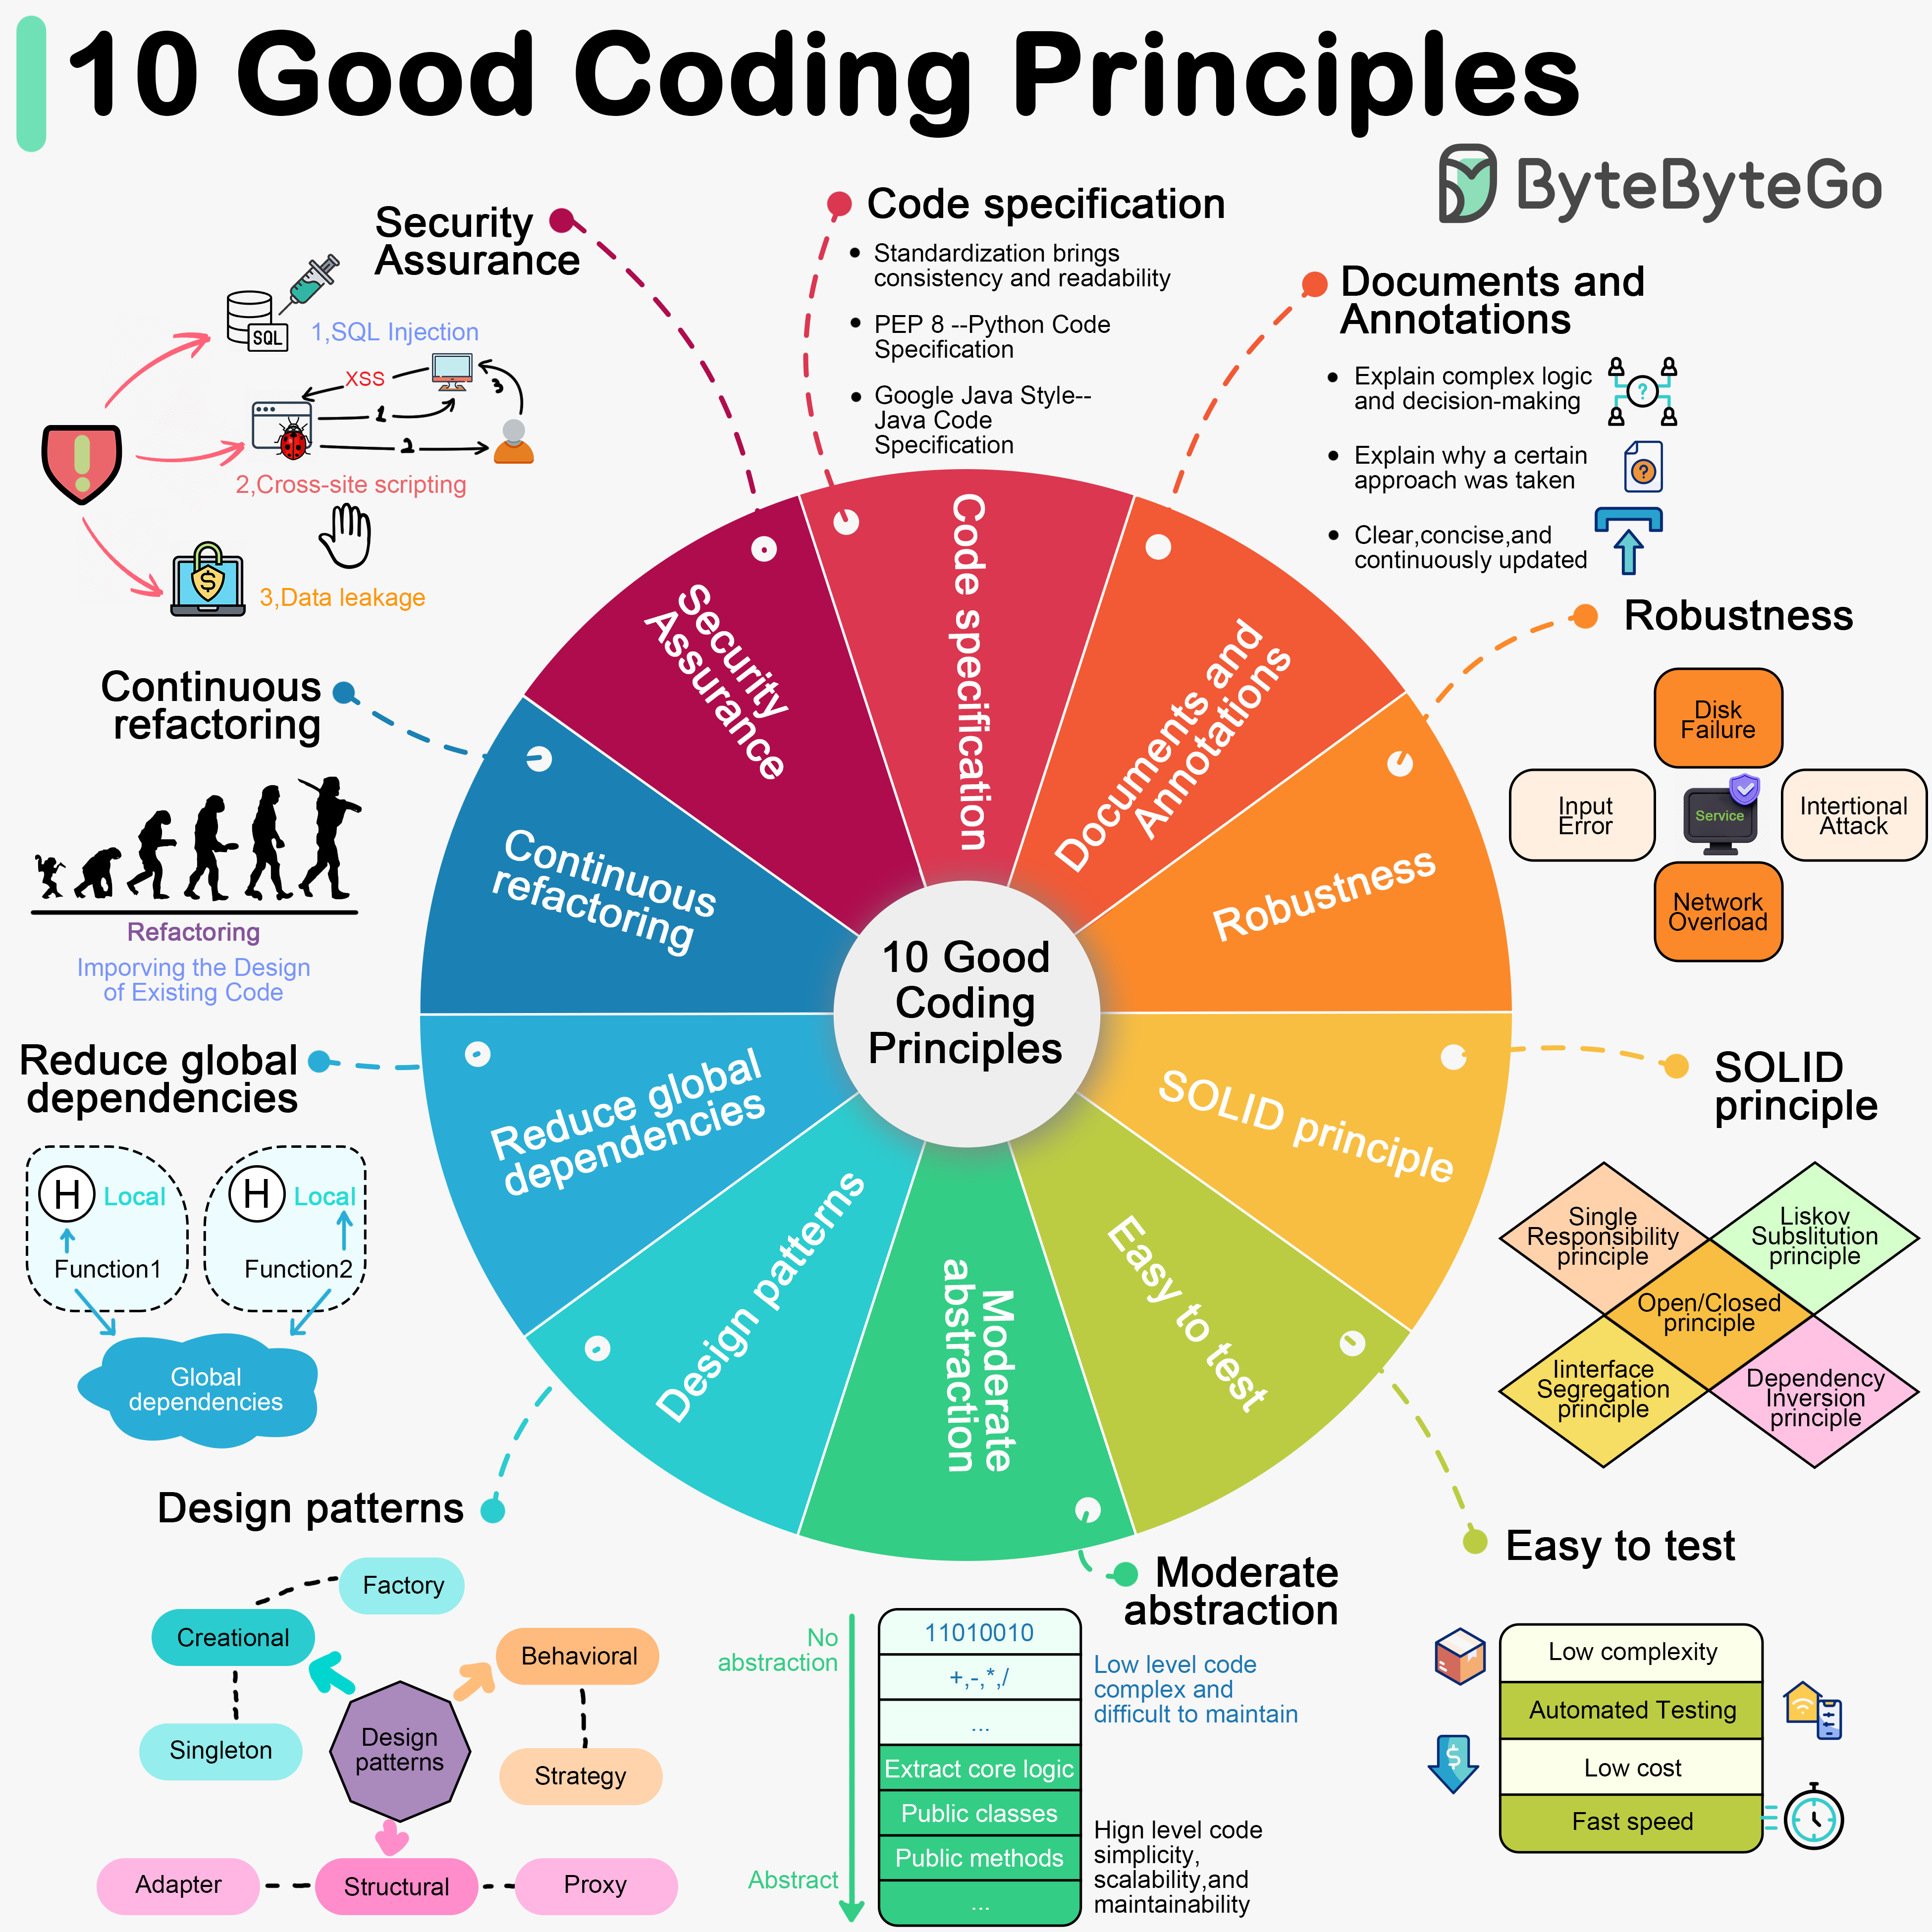 10 Good Coding Principles
ByteByteGo
Security
Assurance
SQL
1,SQL Injection
XSS
1
2
3
2,Cross-site scripting
$
3,Data leakage
Code specification
Standardization brings
consistency and readability
PEP 8 --Python Code
Specification
Google Java Style--
Java Code
Specification
Documents and
Annotations
Explain complex logic
and decision-making
?
Explain why a certain
approach was taken
?
Clear,concise,and
continuously updated
Robustness
Disk
Failure
Input
Error
Service
Intertional
Attack
Network
Overload
SOLID
principle
Single
Responsibility
principle
Liskov
Subslitution
principle
Open/Closed
principle
Iinterface
Segregation
principle
Dependency
Inversion
principle
Easy to test
Low complexity
Automated Testing
Low cost
Fast speed
$
Moderate
abstraction
No
abstraction
Abstract
11010010
+,-,*,/
...
Extract core logic
Public classes
Public methods
...
Low level code
complex and
difficult to maintain
Hign level code
simplicity,
scalability,and
maintainability
Design patterns
Factory
Creational
Singleton
Behavioral
Strategy
Design
patterns
Adapter
Structural
Proxy
Reduce global
dependencies
H Local
Function1
H Local
Function2
Global
dependencies
Continuous
refactoring
Refactoring
Imporving the Design
of Existing Code
Code specification
Documents and
Annotations
Robustness
SOLID principle
Easy to test
Moderate
abstraction
Design patterns
Reduce global
dependencies
Continuous
refactoring
Security
Assurance
10 Good
Coding
Principles